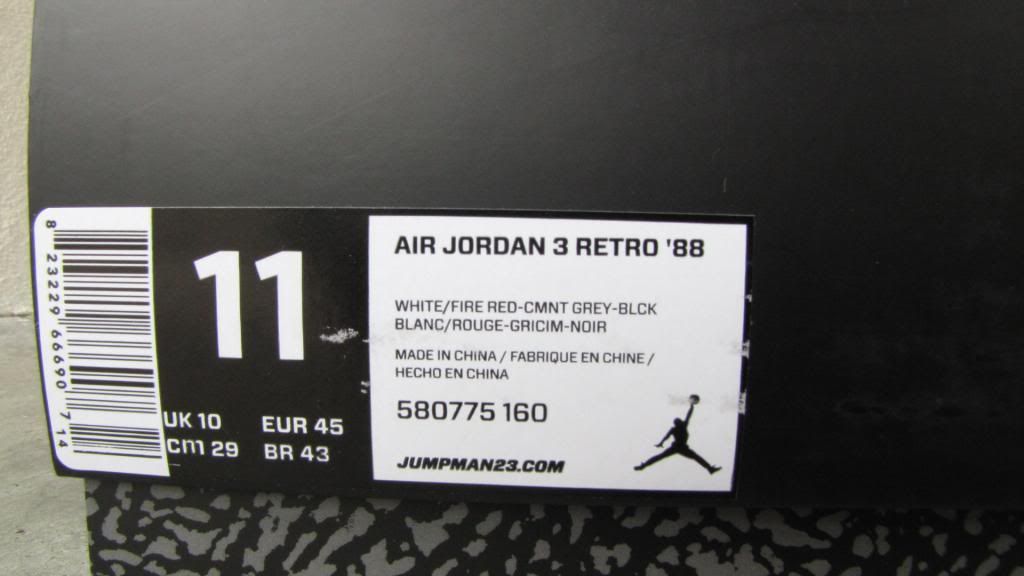 8 23229 66690 7 14
11
UK 10 EUR 45
cm 29 BR 43
AIR JORDAN 3 RETRO '88
WHITE/FIRE RED-CMNT GREY-BLCK
BLANC/ROUGE-GRICIM-NOIR
MADE IN CHINA / FABRIQUE EN CHINE /
HECHO EN CHINA
580775 160
JUMPMAN23.COM